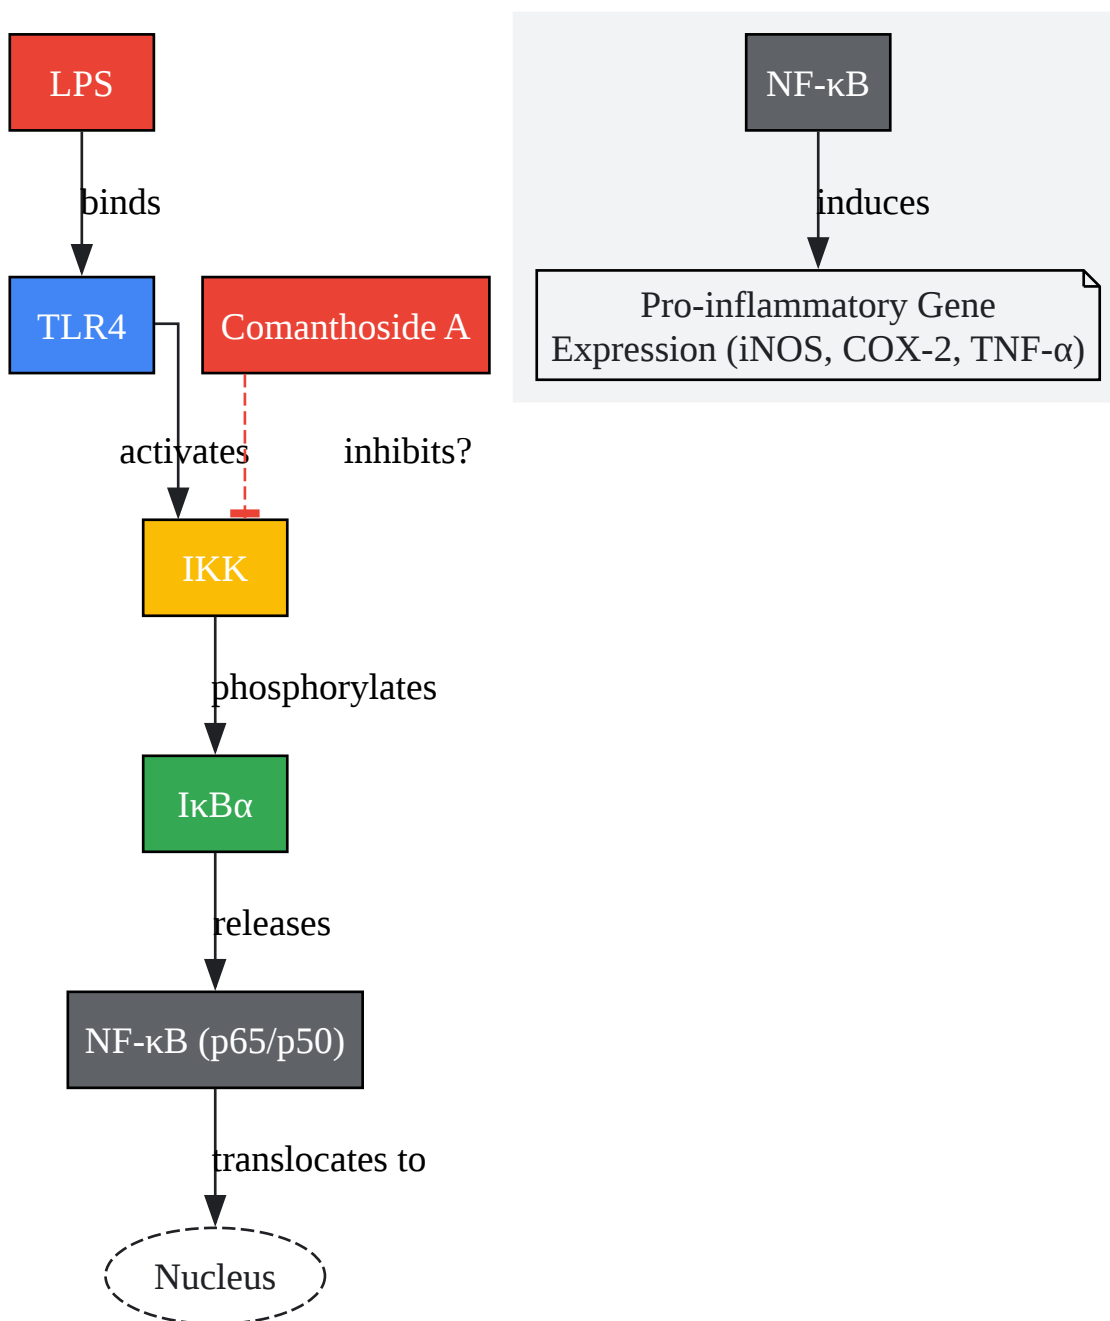 LPS
NF-κB
binds
induces
TLR4
Comanthoside A
Pro-inflammatory Gene
Expression (iNOS, COX-2, TNF-α)
activates
inhibits?
IKK
phosphorylates
IκBα
releases
NF-κB (p65/p50)
translocates to
Nucleus